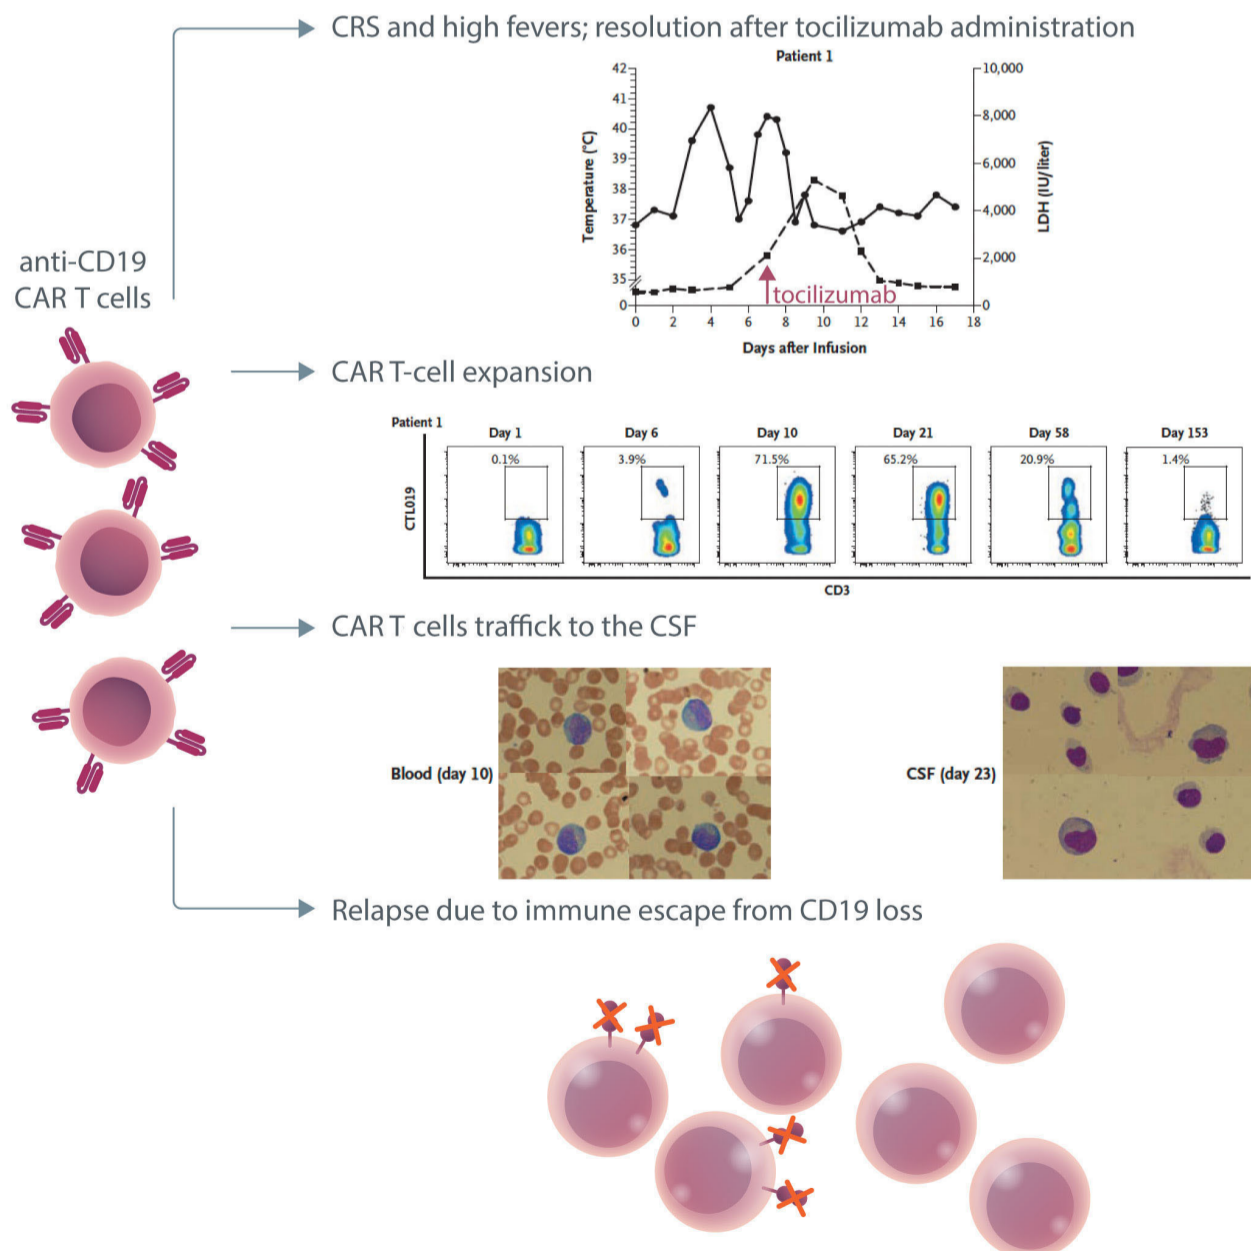 CRS and high fevers; resolution after tocilizumab administration
Patient 1
Temperature (°C)
42
41
40
39
38
37
36
35
0
10,000
8,000
6,000
4,000
2,000
0
LDH (IU/liter)
tocilizumab
0 2 4 6 8 10 12 14 16 18
Days after Infusion
anti-CD19
CAR T cells
CAR T-cell expansion
Patient 1
Day 1 Day 6 Day 10 Day 21 Day 58 Day 153
0.1% 3.9% 71.5% 65.2% 20.9% 1.4%
CTL019
CD3
CAR T cells traffick to the CSF
Blood (day 10)
CSF (day 23)
Relapse due to immune escape from CD19 loss